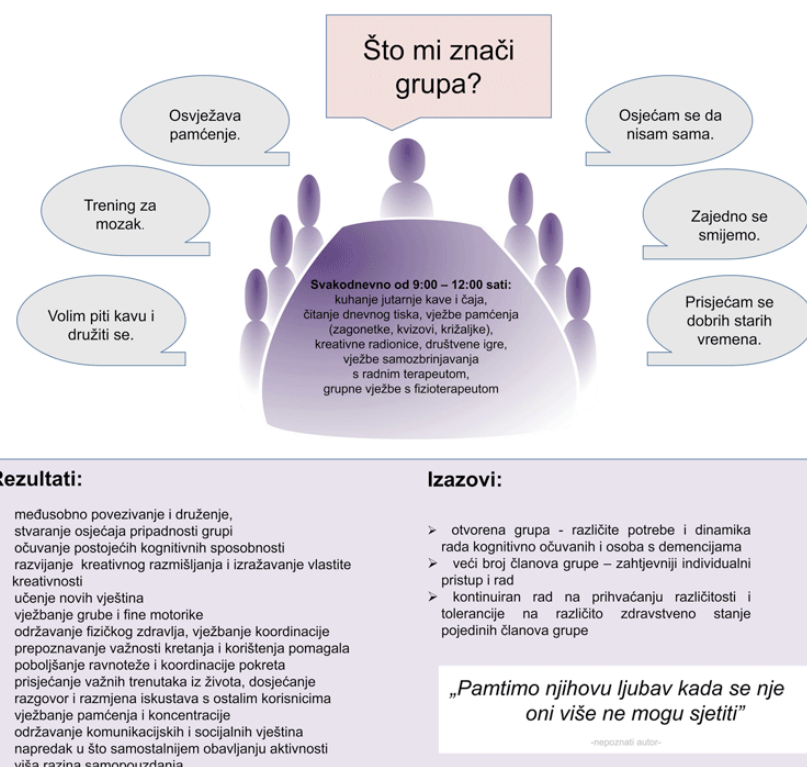 Što mi znači
grupa?
Osvježava
pamćenje.
Osjećam se da
nisam sama.
Trening za
mozak.
Zajedno se
smijemo.
Volim piti kavu i
družiti se.
Prisjećam se
dobrih starih
vremena.
Svakodnevno od 9:00 – 12:00 sati:
kuhanje jutarnje kave i čaja,
čitanje dnevnog tiska, vježbe pamćenja
(zagonetke, kvizovi, križaljke),
kreativne radionice, društvene igre,
vježbe samozbrinjavanja
s radnim terapeutom,
grupne vježbe s fizioterapeutom
Rezultati:
međusobno povezivanje i druženje,
stvaranje osjećaja pripadnosti grupi
očuvanje postojećih kognitivnih sposobnosti
razvijanje kreativnog razmišljanja i izražavanje vlastite
kreativnosti
učenje novih vještina
vježbanje grube i fine motorike
održavanje fizičkog zdravlja, vježbanje koordinacije
prepoznavanje važnosti kretanja i korištenja pomagala
poboljšanje ravnoteže i koordinacije pokreta
prisjećanje važnih trenutaka iz života, dosjećanje
razgovor i razmjena iskustava s ostalim korisnicima
vježbanje pamćenja i koncentracije
održavanje komunikacijskih i socijalnih vještina
napredak u što samostalnijem obavljanju aktivnosti
viša razina samopouzdanja
Izazovi:
➢ otvorena grupa - različite potrebe i dinamika
rada kognitivno očuvanih i osoba s demencijama
➢ veći broj članova grupe – zahtjevniji individualni
pristup i rad
➢ kontinuiran rad na prihvaćanju različitosti i
tolerancije na različito zdravstveno stanje
pojedinih članova grupe
„Pamtimo njihovu ljubav kada se nje
oni više ne mogu sjetiti”
-nepoznati autor-